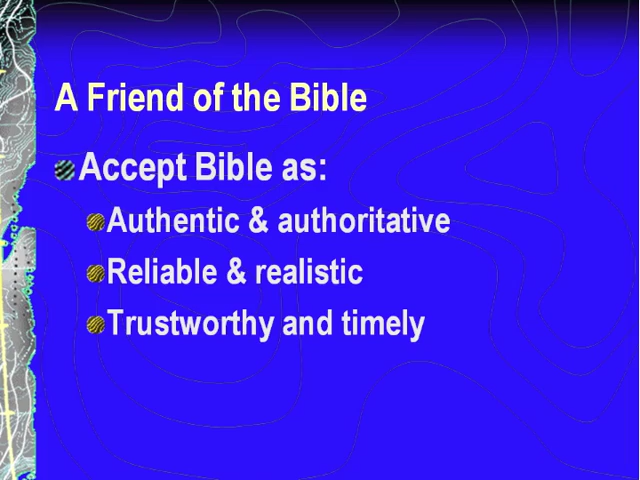 A Friend of the Bible
Accept Bible as:
Authentic & authoritative
Reliable & realistic
Trustworthy and timely